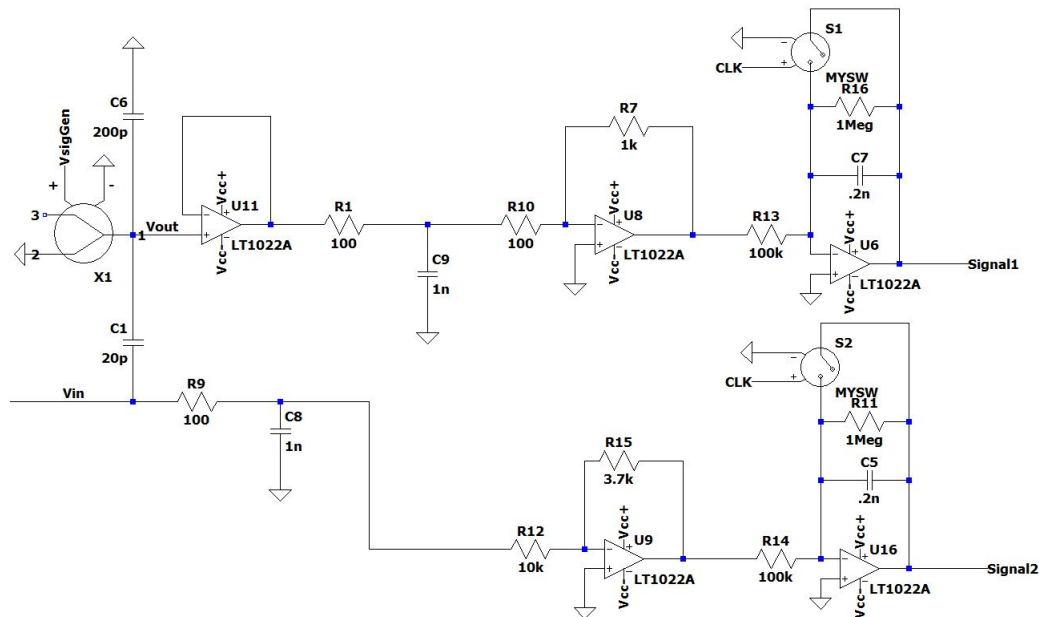 S1
CLK
MYSW
R16
1Meg
C7
.2n
C6
200p
VsigGen
+
-
3
2
1
Vout
X1
Vcc+
U11
Vcc-
LT1022A
R1
100
C9
1n
R10
100
R7
1k
Vcc+
U8
Vcc-
LT1022A
R13
100k
Vcc+
U6
Vcc-
LT1022A
Signal1
C1
20p
Vin
R9
100
C8
1n
S2
CLK
MYSW
R11
1Meg
C5
.2n
R15
3.7k
R12
10k
Vcc+
U9
Vcc-
LT1022A
R14
100k
Vcc+
U16
Vcc-
LT1022A
Signal2